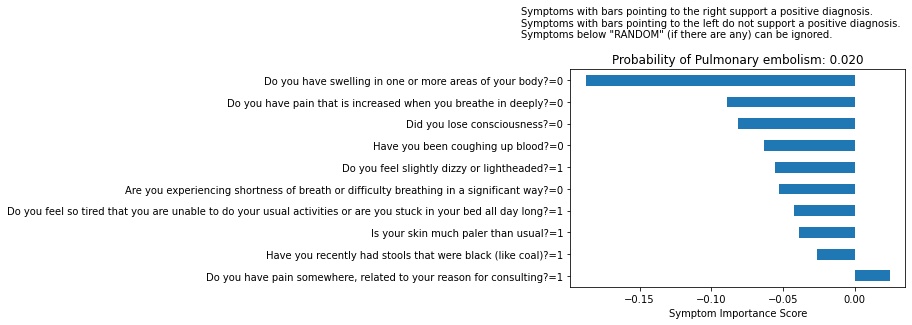 Symptoms with bars pointing to the right support a positive diagnosis.
Symptoms with bars pointing to the left do not support a positive diagnosis.
Symptoms below "RANDOM" (if there are any) can be ignored.
Probability of Pulmonary embolism: 0.020
Do you have swelling in one or more areas of your body?=0
Do you have pain that is increased when you breathe in deeply?=0
Did you lose consciousness?=0
Have you been coughing up blood?=0
Do you feel slightly dizzy or lightheaded?=1
Are you experiencing shortness of breath or difficulty breathing in a significant way?=0
Do you feel so tired that you are unable to do your usual activities or are you stuck in your bed all day long?=1
Is your skin much paler than usual?=1
Have you recently had stools that were black (like coal)?=1
Do you have pain somewhere, related to your reason for consulting?=1
−0.15 −0.10 −0.05 0.00
Symptom Importance Score